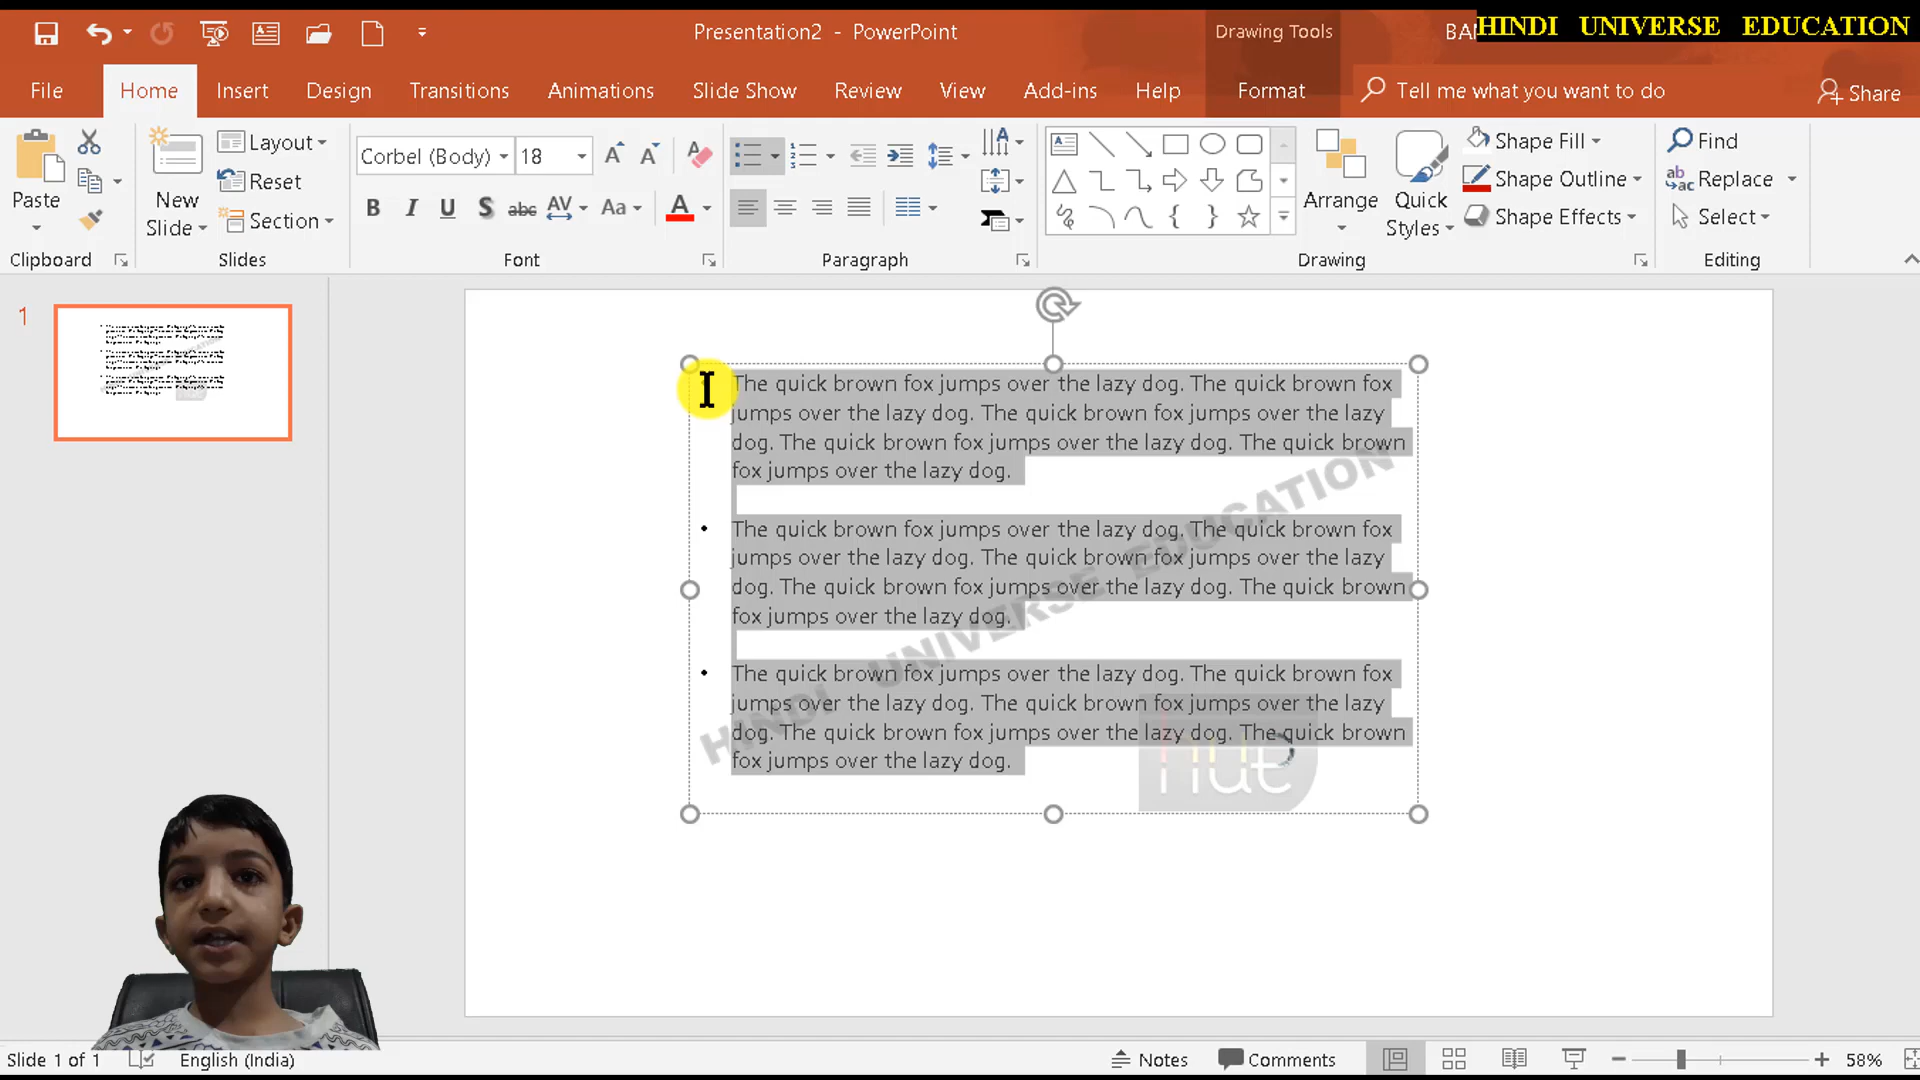 Presentation2 - PowerPoint
Drawing Tools
HINDI UNIVERSE EDUCATION
File
Home
Insert
Design
Transitions
Animations
Slide Show
Review
View
Add-ins
Help
Format
Tell me what you want to do
Share
Paste
Clipboard
New
Slide
Layout
Reset
Section
Slides
Corbel (Body)
18
B I U S abc AV Aa A
Font
Paragraph
Arrange
Quick
Styles
Shape Fill
Shape Outline
Shape Effects
Drawing
Find
Replace
Select
Editing
1
The quick brown fox jumps over the lazy dog. The quick brown fox
jumps over the lazy dog. The quick brown fox jumps over the lazy
dog. The quick brown fox jumps over the lazy dog. The quick brown
fox jumps over the lazy dog.
• The quick brown fox jumps over the lazy dog. The quick brown fox
jumps over the lazy dog. The quick brown fox jumps over the lazy
dog. The quick brown fox jumps over the lazy dog. The quick brown
fox jumps over the lazy dog.
• The quick brown fox jumps over the lazy dog. The quick brown fox
jumps over the lazy dog. The quick brown fox jumps over the lazy
dog. The quick brown fox jumps over the lazy dog. The quick brown
fox jumps over the lazy dog.
HINDI UNIVERSE EDUCATION
hue
Slide 1 of 1
English (India)
Notes
Comments
58%